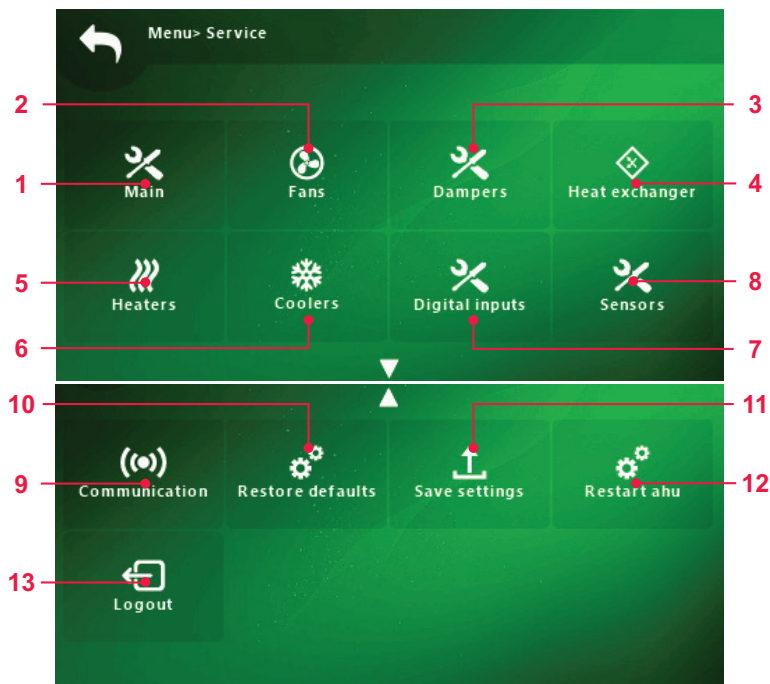 Menu> Service
2
3
1
Main
Fans
Dampers
Heat exchanger
4
5
Heaters
Coolers
Digital inputs
Sensors
8
6
7
10
11
9
Communication
Restore defaults
Save settings
Restart ahu
12
13
Logout